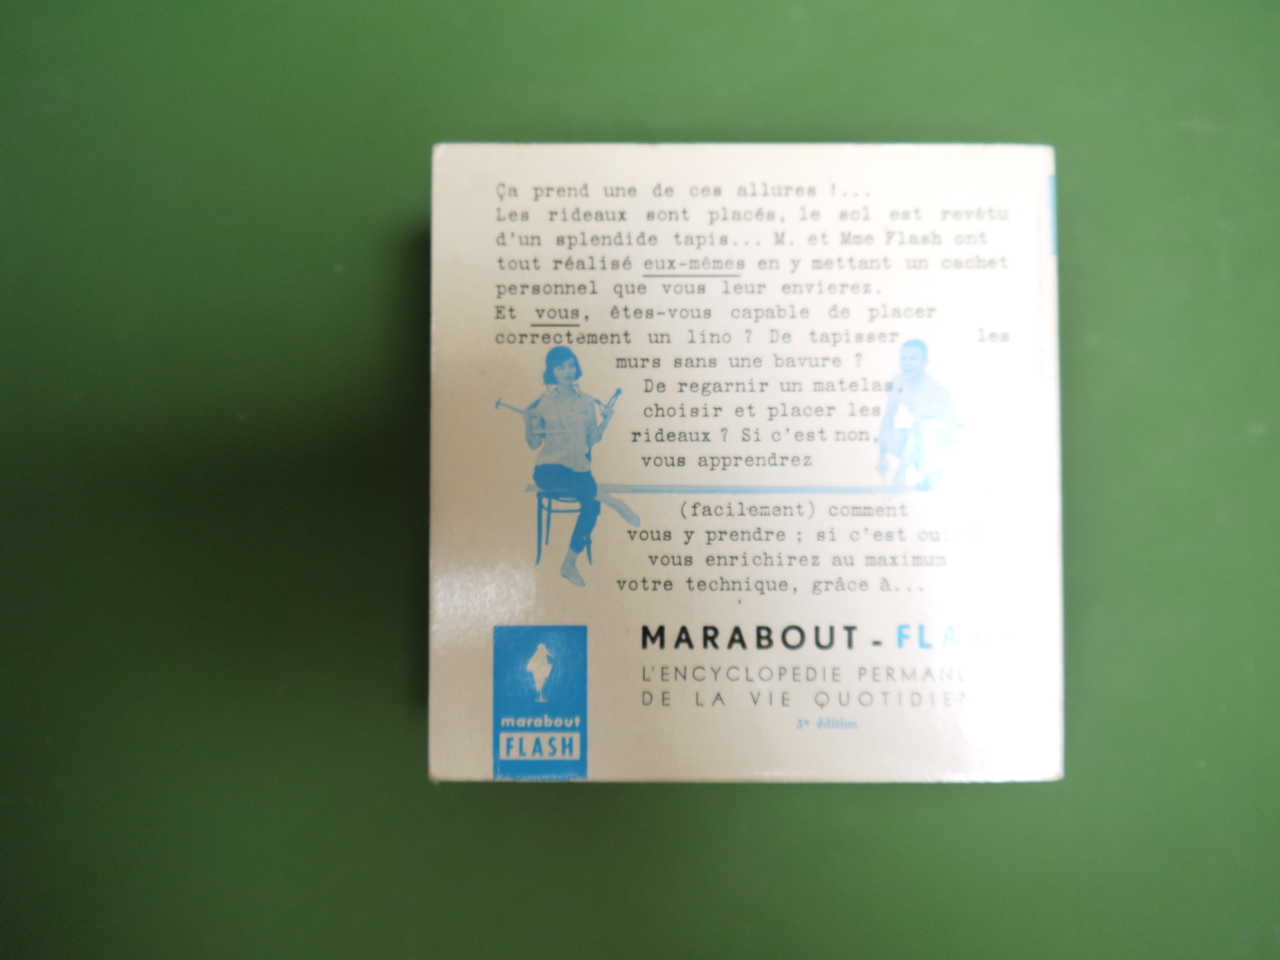 Ça prend une de ces allures !...
Les rideaux sont placés, le sol est revêtu
d'un splendide tapis... M. et Mme Flash ont
tout réalisé eux-mêmes en y mettant un cachet
personnel que vous leur envierez.
Et vous, êtes-vous capable de placer
correctement un lino ? De tapisser les
murs sans une bavure ?
De regarnir un matelas,
choisir et placer les
rideaux ? Si c'est non,
vous apprendrez
(facilement) comment
vous y prendre ; si c'est
vous enrichirez au maximum
votre technique, grâce à...
MARABOUT - FLA
L'ENCYCLOPEDIE PERMAN
DE LA VIE QUOTIDIEN
3e édition
marabout
FLASH